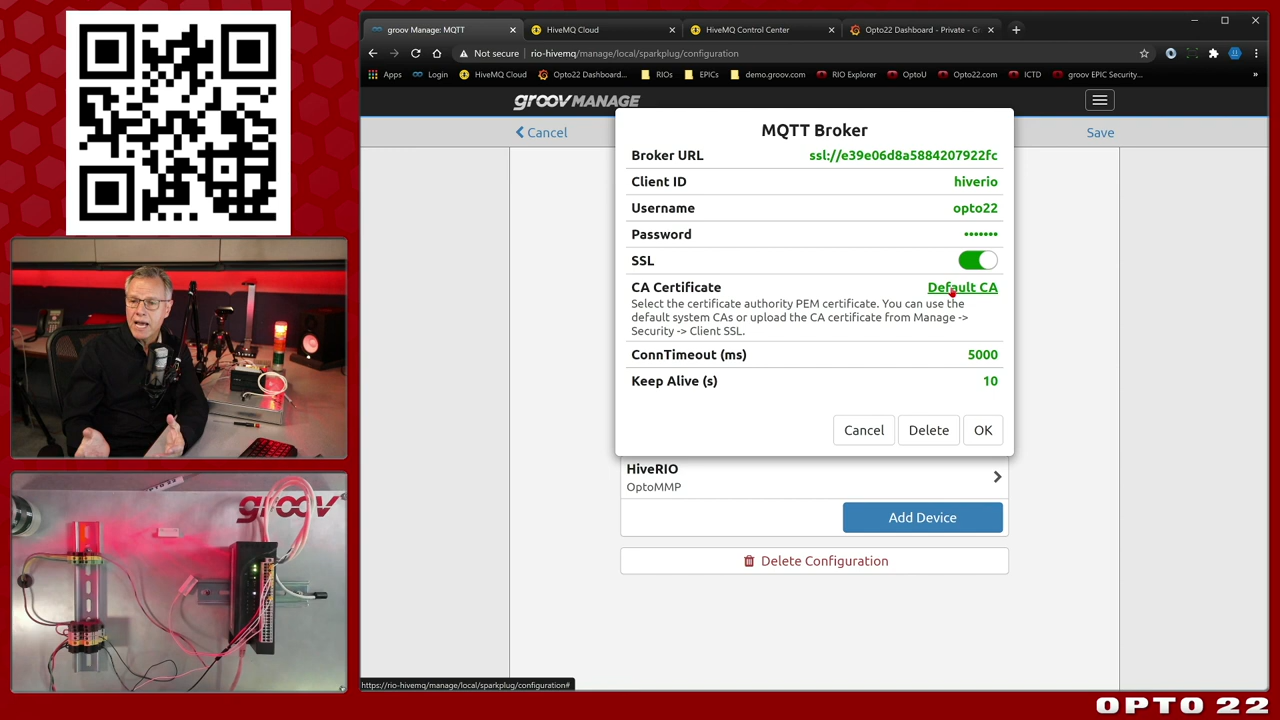 groov Manage: MQTT
HiveMQ Cloud
HiveMQ Control Center
Opto22 Dashboard - Private - Gr
Not secure rio-hivemq/manage/local/sparkplug/configuration
Apps Login HiveMQ Cloud Opto22 Dashboard... RIOs EPICs demo.groov.com RIO Explorer OptoU Opto22.com ICTD groov EPIC Security... »
groovMANAGE
Cancel
Save
MQTT Broker
Broker URL ssl://e39e06d8a5884207922fc
Client ID hiverio
Username opto22
Password •••••••
SSL
CA Certificate Default CA
Select the certificate authority PEM certificate. You can use the
default system CAs or upload the CA certificate from Manage ->
Security -> Client SSL.
ConnTimeout (ms) 5000
Keep Alive (s) 10
Cancel Delete OK
HiveRIO
OptoMMP
Add Device
Delete Configuration
https://rio-hivemq/manage/local/sparkplug/configuration#
groov
OPTO 22